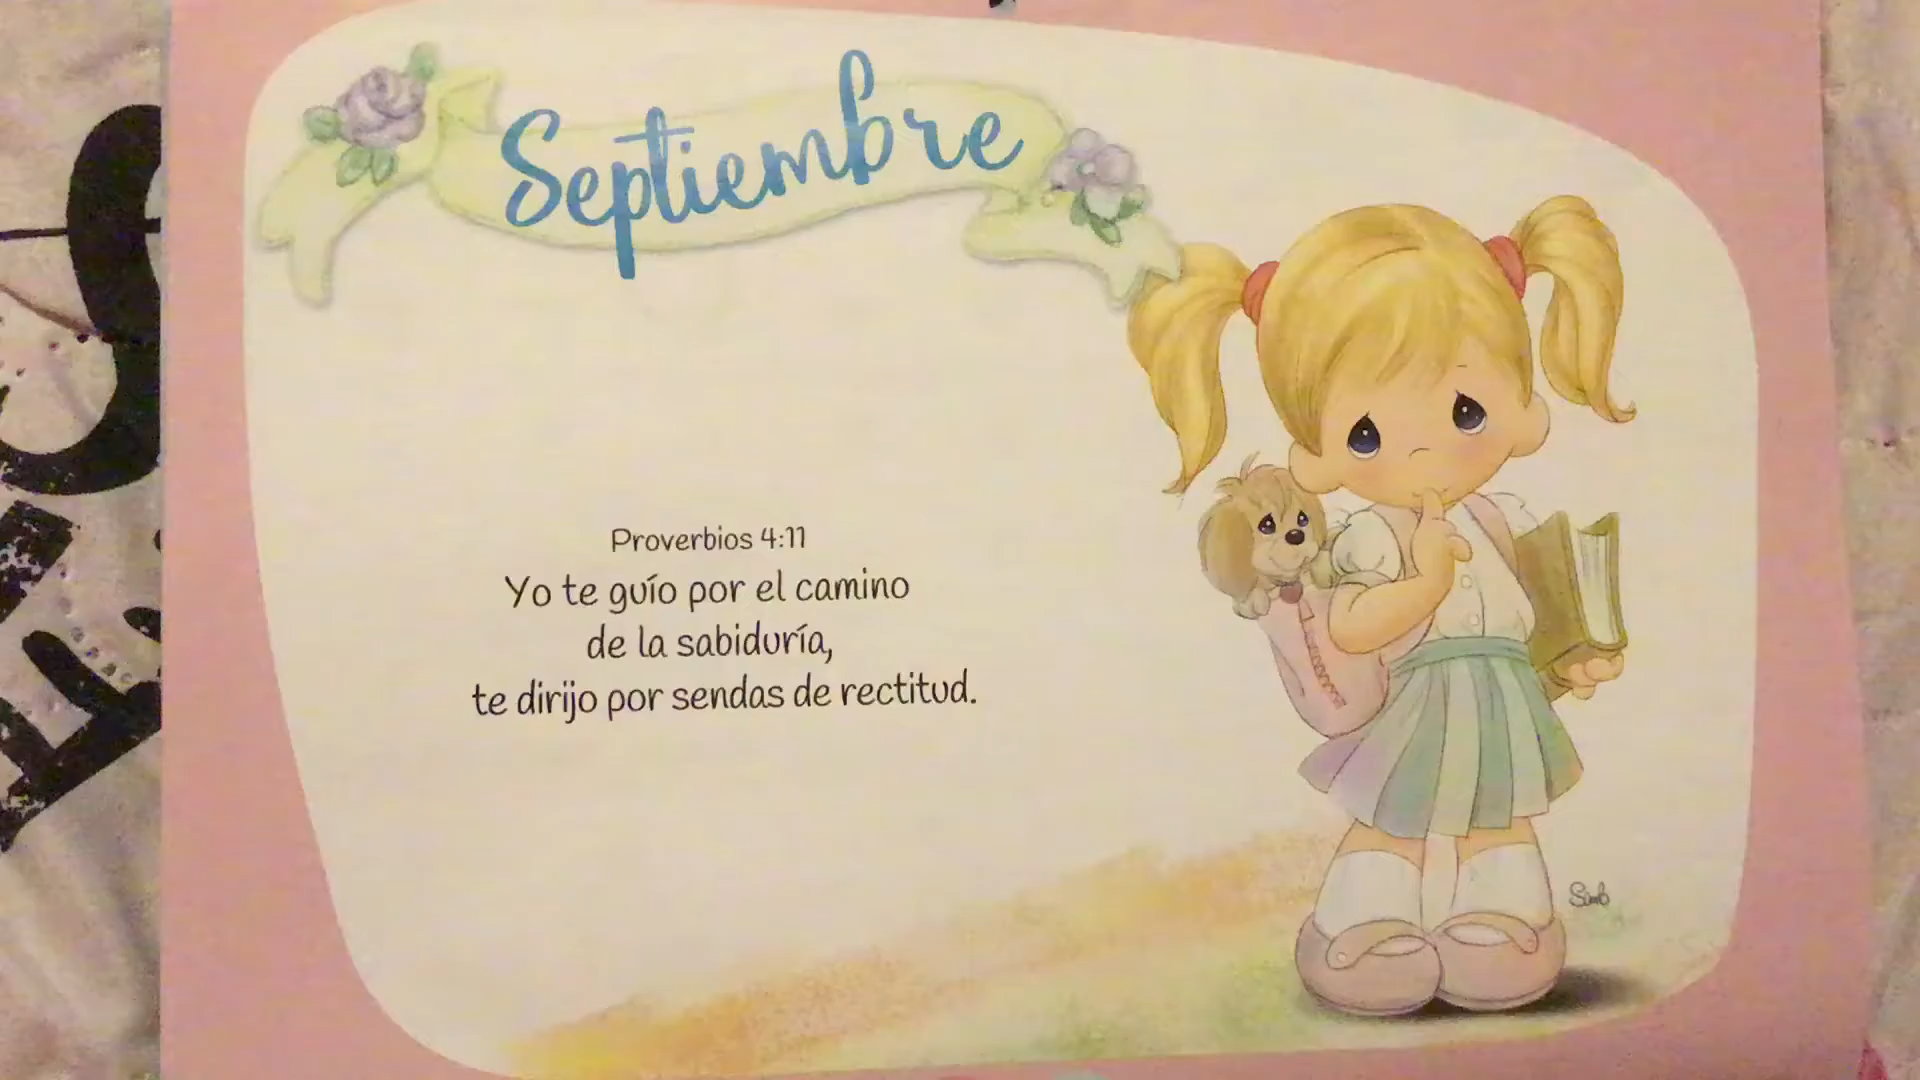 Septiembre
Proverbios 4:11
Yo te guío por el camino
de la sabiduría,
te dirijo por sendas de rectitud.